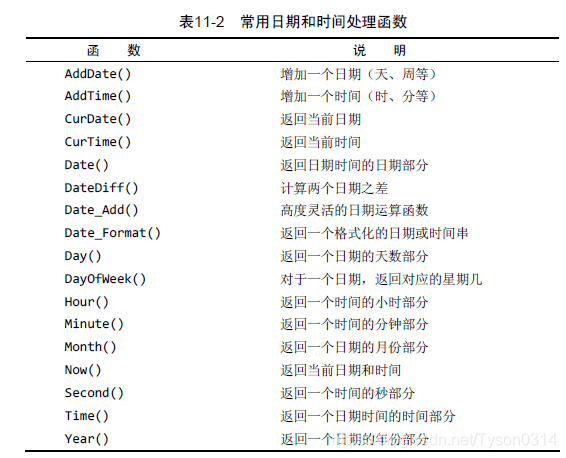 表11-2 常用日期和时间处理函数
函 数 说 明
AddDate() 增加一个日期（天、周等）
AddTime() 增加一个时间（时、分等）
CurDate() 返回当前日期
CurTime() 返回当前时间
Date() 返回日期时间的日期部分
DateDiff() 计算两个日期之差
Date_Add() 高度灵活的日期运算函数
Date_Format() 返回一个格式化的日期或时间串
Day() 返回一个日期的天数部分
DayOfWeek() 对于一个日期，返回对应的星期几
Hour() 返回一个时间的小时部分
Minute() 返回一个时间的分钟部分
Month() 返回一个日期的月份部分
Now() 返回当前日期和时间
Second() 返回一个时间的秒部分
Time() 返回一个日期时间的时间部分
Year() 返回一个日期的年份部分
dn.net/Tyson0314